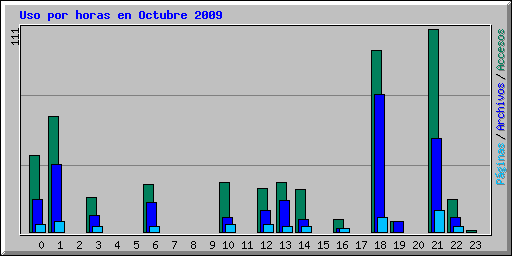 Uso por horas en Octubre 2009
111
Páginas / Archivos / Accesos
0 1 2 3 4 5 6 7 8 9 10 11 12 13 14 15 16 17 18 19 20 21 22 23